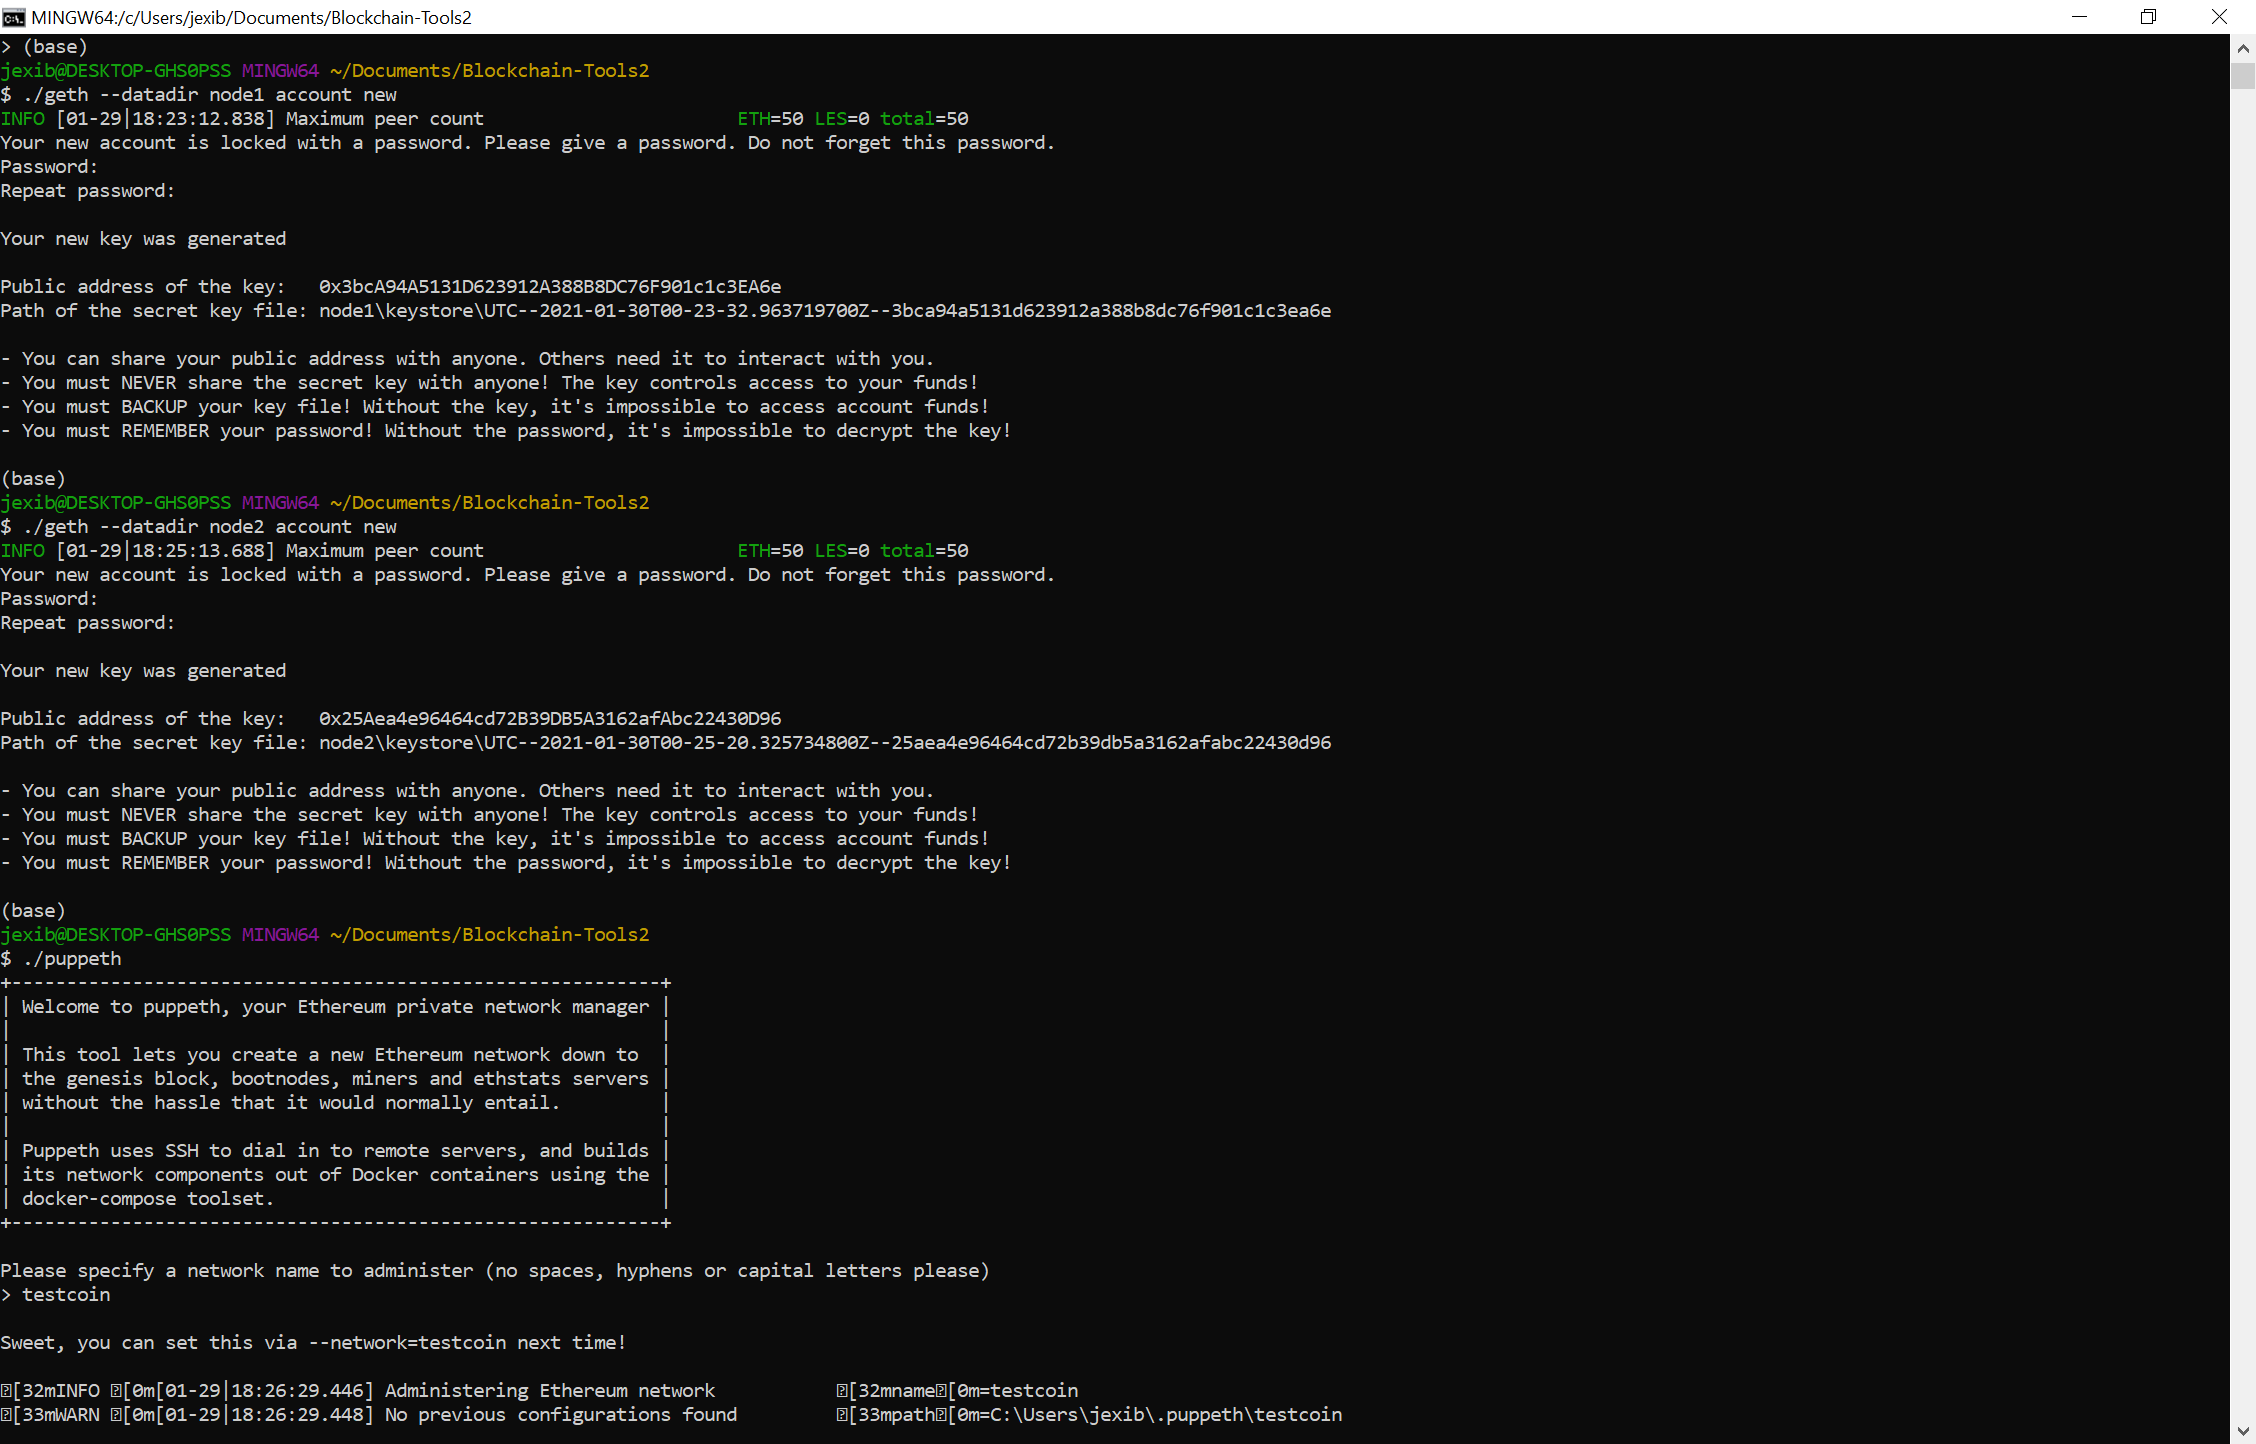 MINGW64:/c/Users/jexib/Documents/Blockchain-Tools2
> (base)
jexib@DESKTOP-GHS0PSS MINGW64 ~/Documents/Blockchain-Tools2
$ ./geth --datadir node1 account new
INFO [01-29|18:23:12.838] Maximum peer count                       ETH=50 LES=0 total=50
Your new account is locked with a password. Please give a password. Do not forget this password.
Password:
Repeat password:

Your new key was generated

Public address of the key:   0x3bcA94A5131D623912A388B8DC76F901c1c3EA6e
Path of the secret key file: node1\keystore\UTC--2021-01-30T00-23-32.963719700Z--3bca94a5131d623912a388b8dc76f901c1c3ea6e

- You can share your public address with anyone. Others need it to interact with you.
- You must NEVER share the secret key with anyone! The key controls access to your funds!
- You must BACKUP your key file! Without the key, it's impossible to access account funds!
- You must REMEMBER your password! Without the password, it's impossible to decrypt the key!

(base)
jexib@DESKTOP-GHS0PSS MINGW64 ~/Documents/Blockchain-Tools2
$ ./geth --datadir node2 account new
INFO [01-29|18:25:13.688] Maximum peer count                       ETH=50 LES=0 total=50
Your new account is locked with a password. Please give a password. Do not forget this password.
Password:
Repeat password:

Your new key was generated

Public address of the key:   0x25Aea4e96464cd72B39DB5A3162afAbc22430D96
Path of the secret key file: node2\keystore\UTC--2021-01-30T00-25-20.325734800Z--25aea4e96464cd72b39db5a3162afabc22430d96

- You can share your public address with anyone. Others need it to interact with you.
- You must NEVER share the secret key with anyone! The key controls access to your funds!
- You must BACKUP your key file! Without the key, it's impossible to access account funds!
- You must REMEMBER your password! Without the password, it's impossible to decrypt the key!

(base)
jexib@DESKTOP-GHS0PSS MINGW64 ~/Documents/Blockchain-Tools2
$ ./puppeth
+-----------------------------------------------------------+
| Welcome to puppeth, your Ethereum private network manager |
|                                                           |
| This tool lets you create a new Ethereum network down to  |
| the genesis block, bootnodes, miners and ethstats servers |
| without the hassle that it would normally entail.         |
|                                                           |
| Puppeth uses SSH to dial in to remote servers, and builds |
| its network components out of Docker containers using the |
| docker-compose toolset.                                   |
+-----------------------------------------------------------+

Please specify a network name to administer (no spaces, hyphens or capital letters please)
> testcoin

Sweet, you can set this via --network=testcoin next time!

⍰[32mINFO ⍰[0m[01-29|18:26:29.446] Administering Ethereum network           ⍰[32mname⍰[0m=testcoin
⍰[33mWARN ⍰[0m[01-29|18:26:29.448] No previous configurations found         ⍰[33mpath⍰[0m=C:\Users\jexib\.puppeth\testcoin